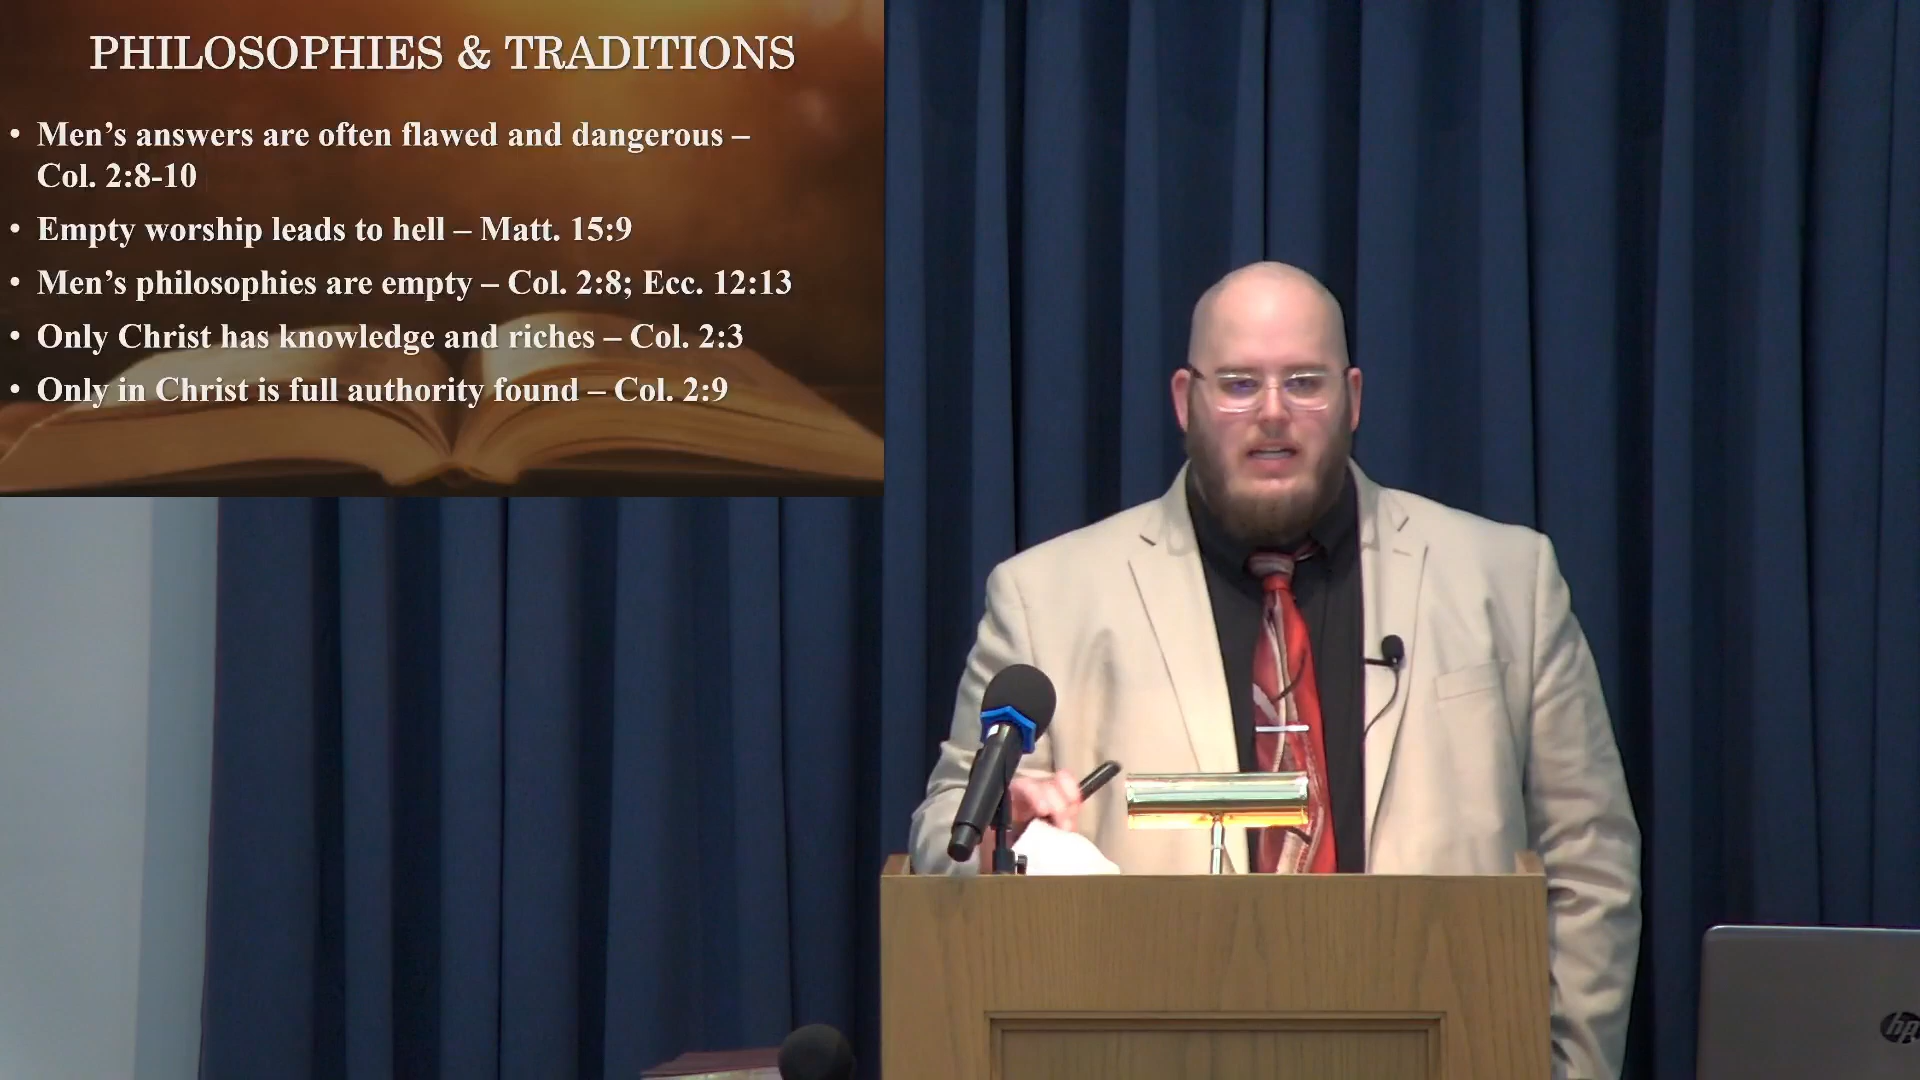 PHILOSOPHIES & TRADITIONS
• Men's answers are often flawed and dangerous –
Col. 2:8-10
• Empty worship leads to hell – Matt. 15:9
• Men's philosophies are empty – Col. 2:8; Ecc. 12:13
• Only Christ has knowledge and riches – Col. 2:3
• Only in Christ is full authority found – Col. 2:9
hp